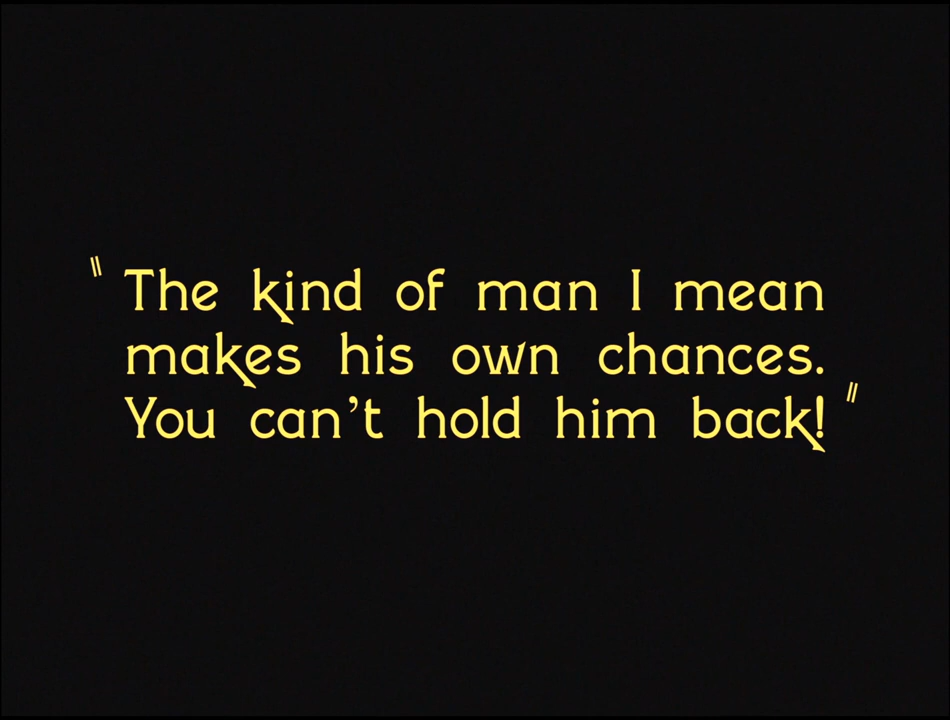 "The kind of man I mean
makes his own chances.
You can't hold him back!"